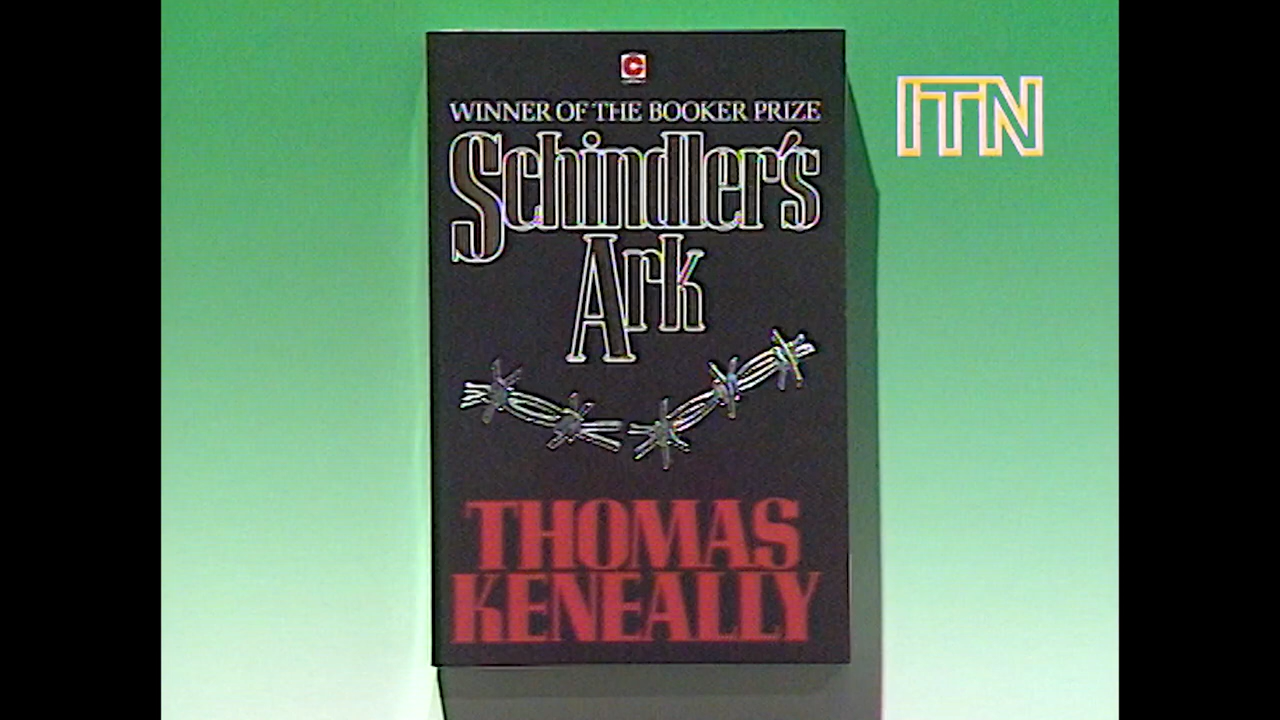 C
WINNER OF THE BOOKER PRIZE
Schindler's
Ark
THOMAS
KENEALLY
ITN